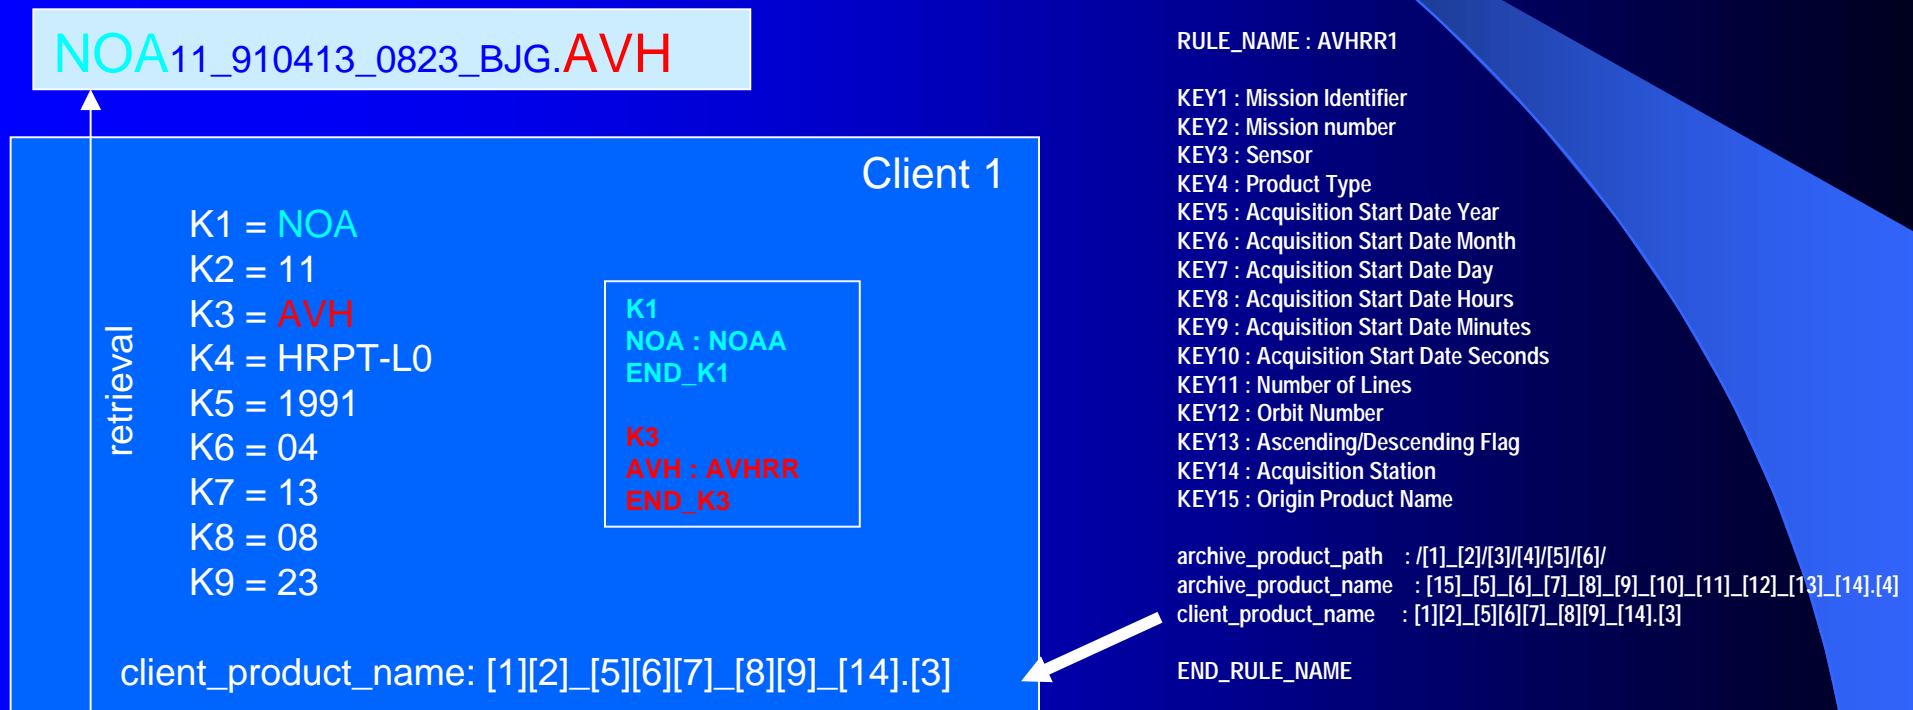 NOA11_910413_0823_BJG.AVH
retrieval
Client 1
K1 = NOA
K2 = 11
K3 = AVH
K4 = HRPT-L0
K5 = 1991
K6 = 04
K7 = 13
K8 = 08
K9 = 23
K1
NOA : NOAA
END_K1
K3
AVH : AVHRR
END_K3
client_product_name: [1][2]_[5][6][7]_[8][9]_[14].[3]
RULE_NAME : AVHRR1
KEY1 : Mission Identifier
KEY2 : Mission number
KEY3 : Sensor
KEY4 : Product Type
KEY5 : Acquisition Start Date Year
KEY6 : Acquisition Start Date Month
KEY7 : Acquisition Start Date Day
KEY8 : Acquisition Start Date Hours
KEY9 : Acquisition Start Date Minutes
KEY10 : Acquisition Start Date Seconds
KEY11 : Number of Lines
KEY12 : Orbit Number
KEY13 : Ascending/Descending Flag
KEY14 : Acquisition Station
KEY15 : Origin Product Name
archive_product_path : /[1]_[2]/[3]/[4]/[5]/[6]/
archive_product_name : [15]_[5]_[6]_[7]_[8]_[9]_[10]_[11]_[12]_[13]_[14].[4]
client_product_name : [1][2]_[5][6][7]_[8][9]_[14].[3]
END_RULE_NAME